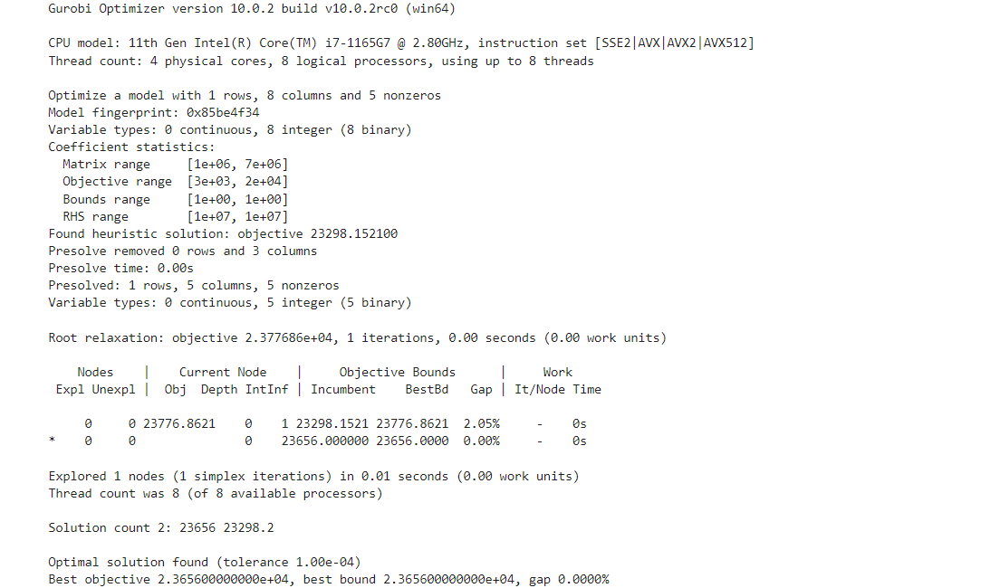 Gurobi Optimizer version 10.0.2 build v10.0.2rc0 (win64)
CPU model: 11th Gen Intel(R) Core(TM) i7-1165G7 @ 2.80GHz, instruction set [SSE2|AVX|AVX2|AVX512]
Thread count: 4 physical cores, 8 logical processors, using up to 8 threads
Optimize a model with 1 rows, 8 columns and 5 nonzeros
Model fingerprint: 0x85be4f34
Variable types: 0 continuous, 8 integer (8 binary)
Coefficient statistics:
  Matrix range     [1e+06, 7e+06]
  Objective range  [3e+03, 2e+04]
  Bounds range     [1e+00, 1e+00]
  RHS range        [1e+07, 1e+07]
Found heuristic solution: objective 23298.152100
Presolve removed 0 rows and 3 columns
Presolve time: 0.00s
Presolved: 1 rows, 5 columns, 5 nonzeros
Variable types: 0 continuous, 5 integer (5 binary)
Root relaxation: objective 2.377686e+04, 1 iterations, 0.00 seconds (0.00 work units)
    Nodes    |    Current Node    |     Objective Bounds      |     Work
 Expl Unexpl |  Obj  Depth IntInf | Incumbent    BestBd   Gap | It/Node Time
     0     0 23776.8621    0    1 23298.1521 23776.8621  2.05%     -    0s
*    0     0               0    23656.000000 23656.0000  0.00%     -    0s
Explored 1 nodes (1 simplex iterations) in 0.01 seconds (0.00 work units)
Thread count was 8 (of 8 available processors)
Solution count 2: 23656 23298.2
Optimal solution found (tolerance 1.00e-04)
Best objective 2.365600000000e+04, best bound 2.365600000000e+04, gap 0.0000%